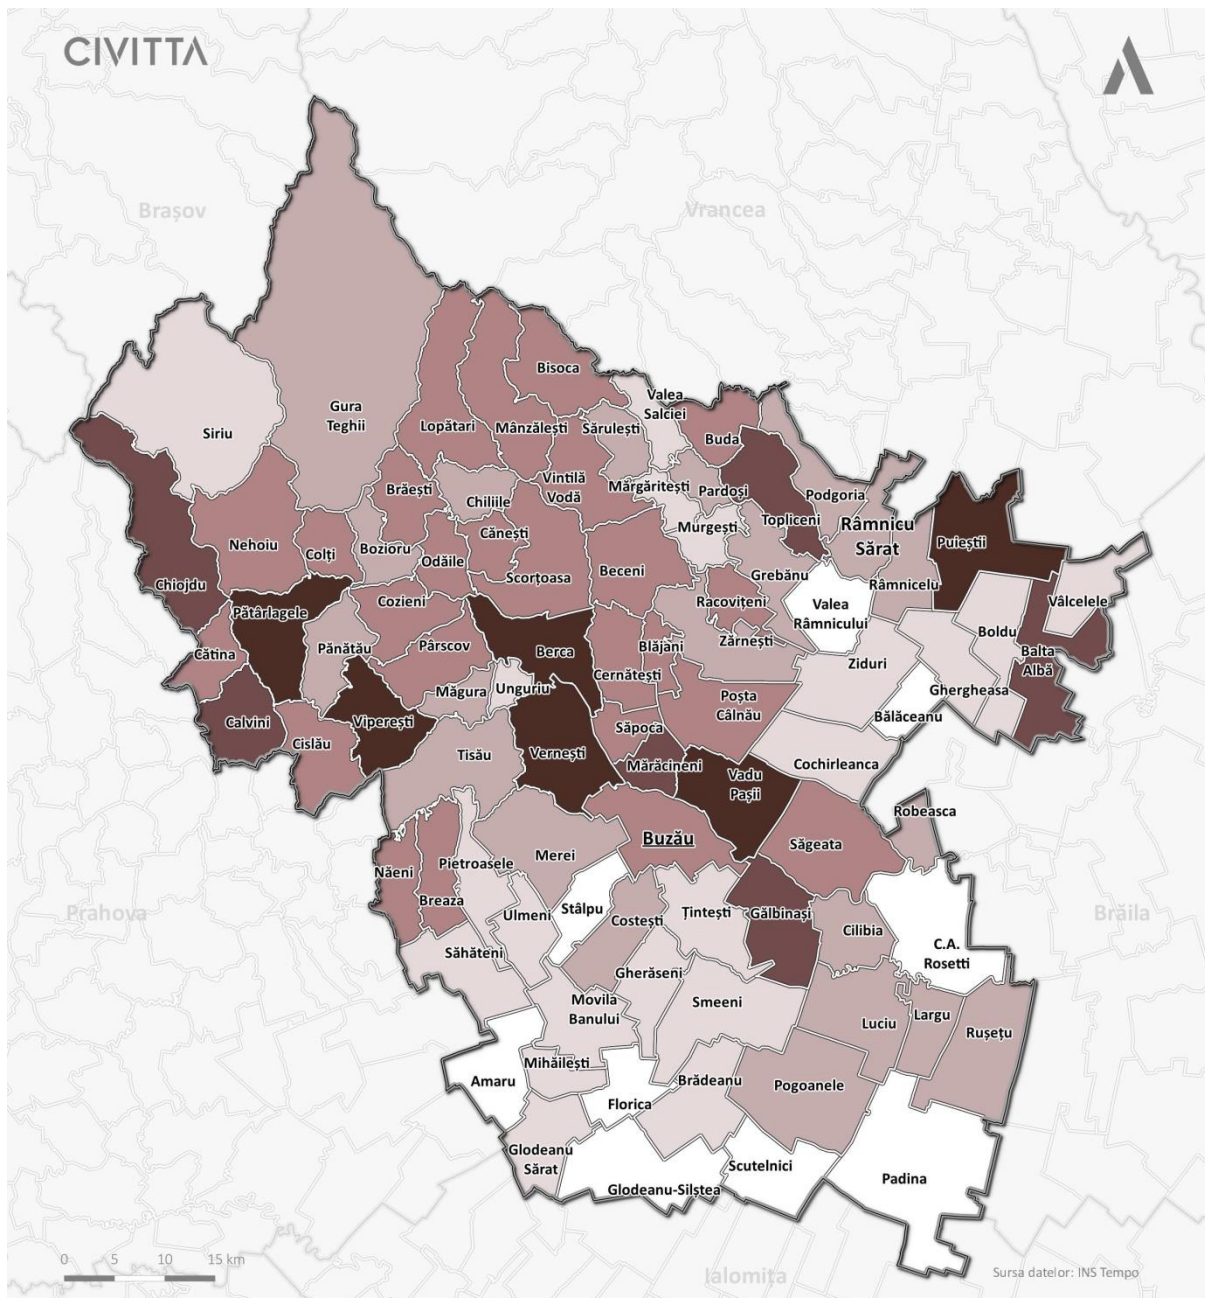 CIVITTA
Brașov
Vrancea
Bisoca
Valea
Salciei
Gura
Teghii
Siriu
Lopătari
Mânzălești
Sărulești
Buda
Vintilă
Vodă
Mărgăritești
Pardoși
Podgoria
Brăești
Chiliile
Topliceni
Râmnicu
Sărat
Puieștii
Murgești
Nehoiu
Colți
Bozioru
Odăile
Cănești
Scorțoasa
Beceni
Grebănu
Râmnicelu
Chiojdu
Pătârlagele
Cozieni
Racovițeni
Valea
Râmnicului
Vâlcelele
Boldu
Balta
Albă
Cătina
Pănătău
Pârscov
Berca
Blăjani
Zărnești
Ziduri
Cernătești
Măgura
Unguriu
Ghergheasa
Calvini
Viperești
Poșta
Câlnău
Bălăceanu
Cislău
Tisău
Vernești
Săpoca
Mărăcineni
Vadu
Pașii
Cochirleanca
Robeasca
Buzău
Săgeata
Merei
Pietroasele
Năeni
Breaza
Ulmeni
Stâlpu
Costești
Țintești
Gălbinași
Cilibia
Prahova
Brăila
Săhăteni
C.A.
Rosetti
Gherăseni
Movila
Banului
Smeeni
Luciu
Largu
Rușețu
Mihăilești
Amaru
Florica
Brădeanu
Pogoanele
Glodeanu
Sărat
Scutelnici
Padina
Glodeanu-Silștea
0 5 10 15 km
Ialomița
Sursa datelor: INS Tempo